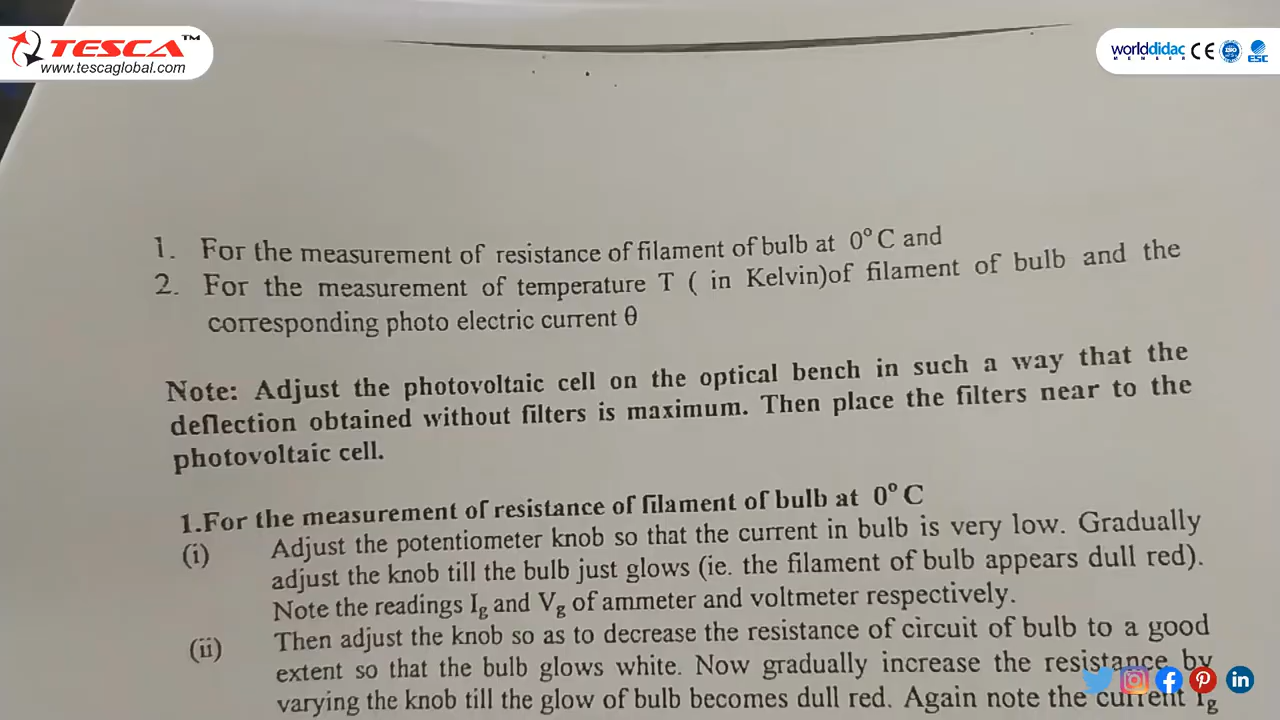 TESCA™
www.tescaglobal.com
worlddidac
MEMBER
CE
ISO
ESC
1. For the measurement of resistance of filament of bulb at 0° C and
2. For the measurement of temperature T ( in Kelvin)of filament of bulb and the
corresponding photo electric current θ
Note: Adjust the photovoltaic cell on the optical bench in such a way that the
deflection obtained without filters is maximum. Then place the filters near to the
photovoltaic cell.
1.For the measurement of resistance of filament of bulb at 0° C
(i) Adjust the potentiometer knob so that the current in bulb is very low. Gradually
adjust the knob till the bulb just glows (ie. the filament of bulb appears dull red).
Note the readings Ig and Vg of ammeter and voltmeter respectively.
(ii) Then adjust the knob so as to decrease the resistance of circuit of bulb to a good
extent so that the bulb glows white. Now gradually increase the resistance by
varying the knob till the glow of bulb becomes dull red. Again note the current Ig